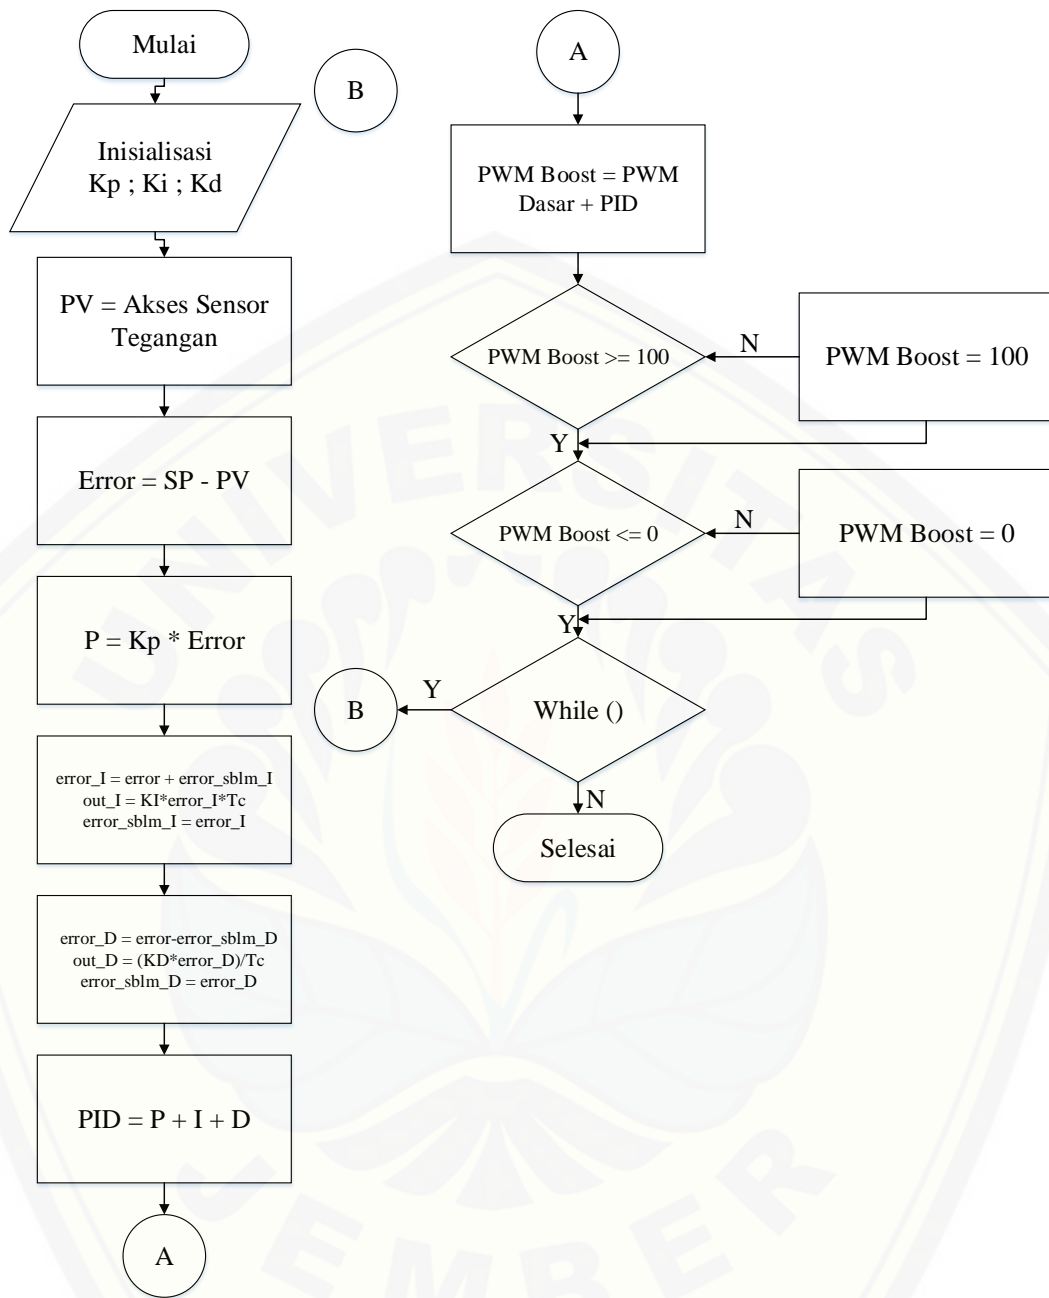 Mulai
B
Inisialisasi
Kp ; Ki ; Kd
PV = Akses Sensor
Tegangan
Error = SP - PV
P = Kp * Error
error_I = error + error_sblm_I
out_I = KI*error_I*Tc
error_sblm_I = error_I
error_D = error-error_sblm_D
out_D = (KD*error_D)/Tc
error_sblm_D = error_D
PID = P + I + D
A
A
PWM Boost = PWM
Dasar + PID
PWM Boost >= 100
N
PWM Boost = 100
Y
PWM Boost <= 0
N
PWM Boost = 0
Y
While ()
Y
B
N
Selesai
UNIVERSITAS
JEMBER